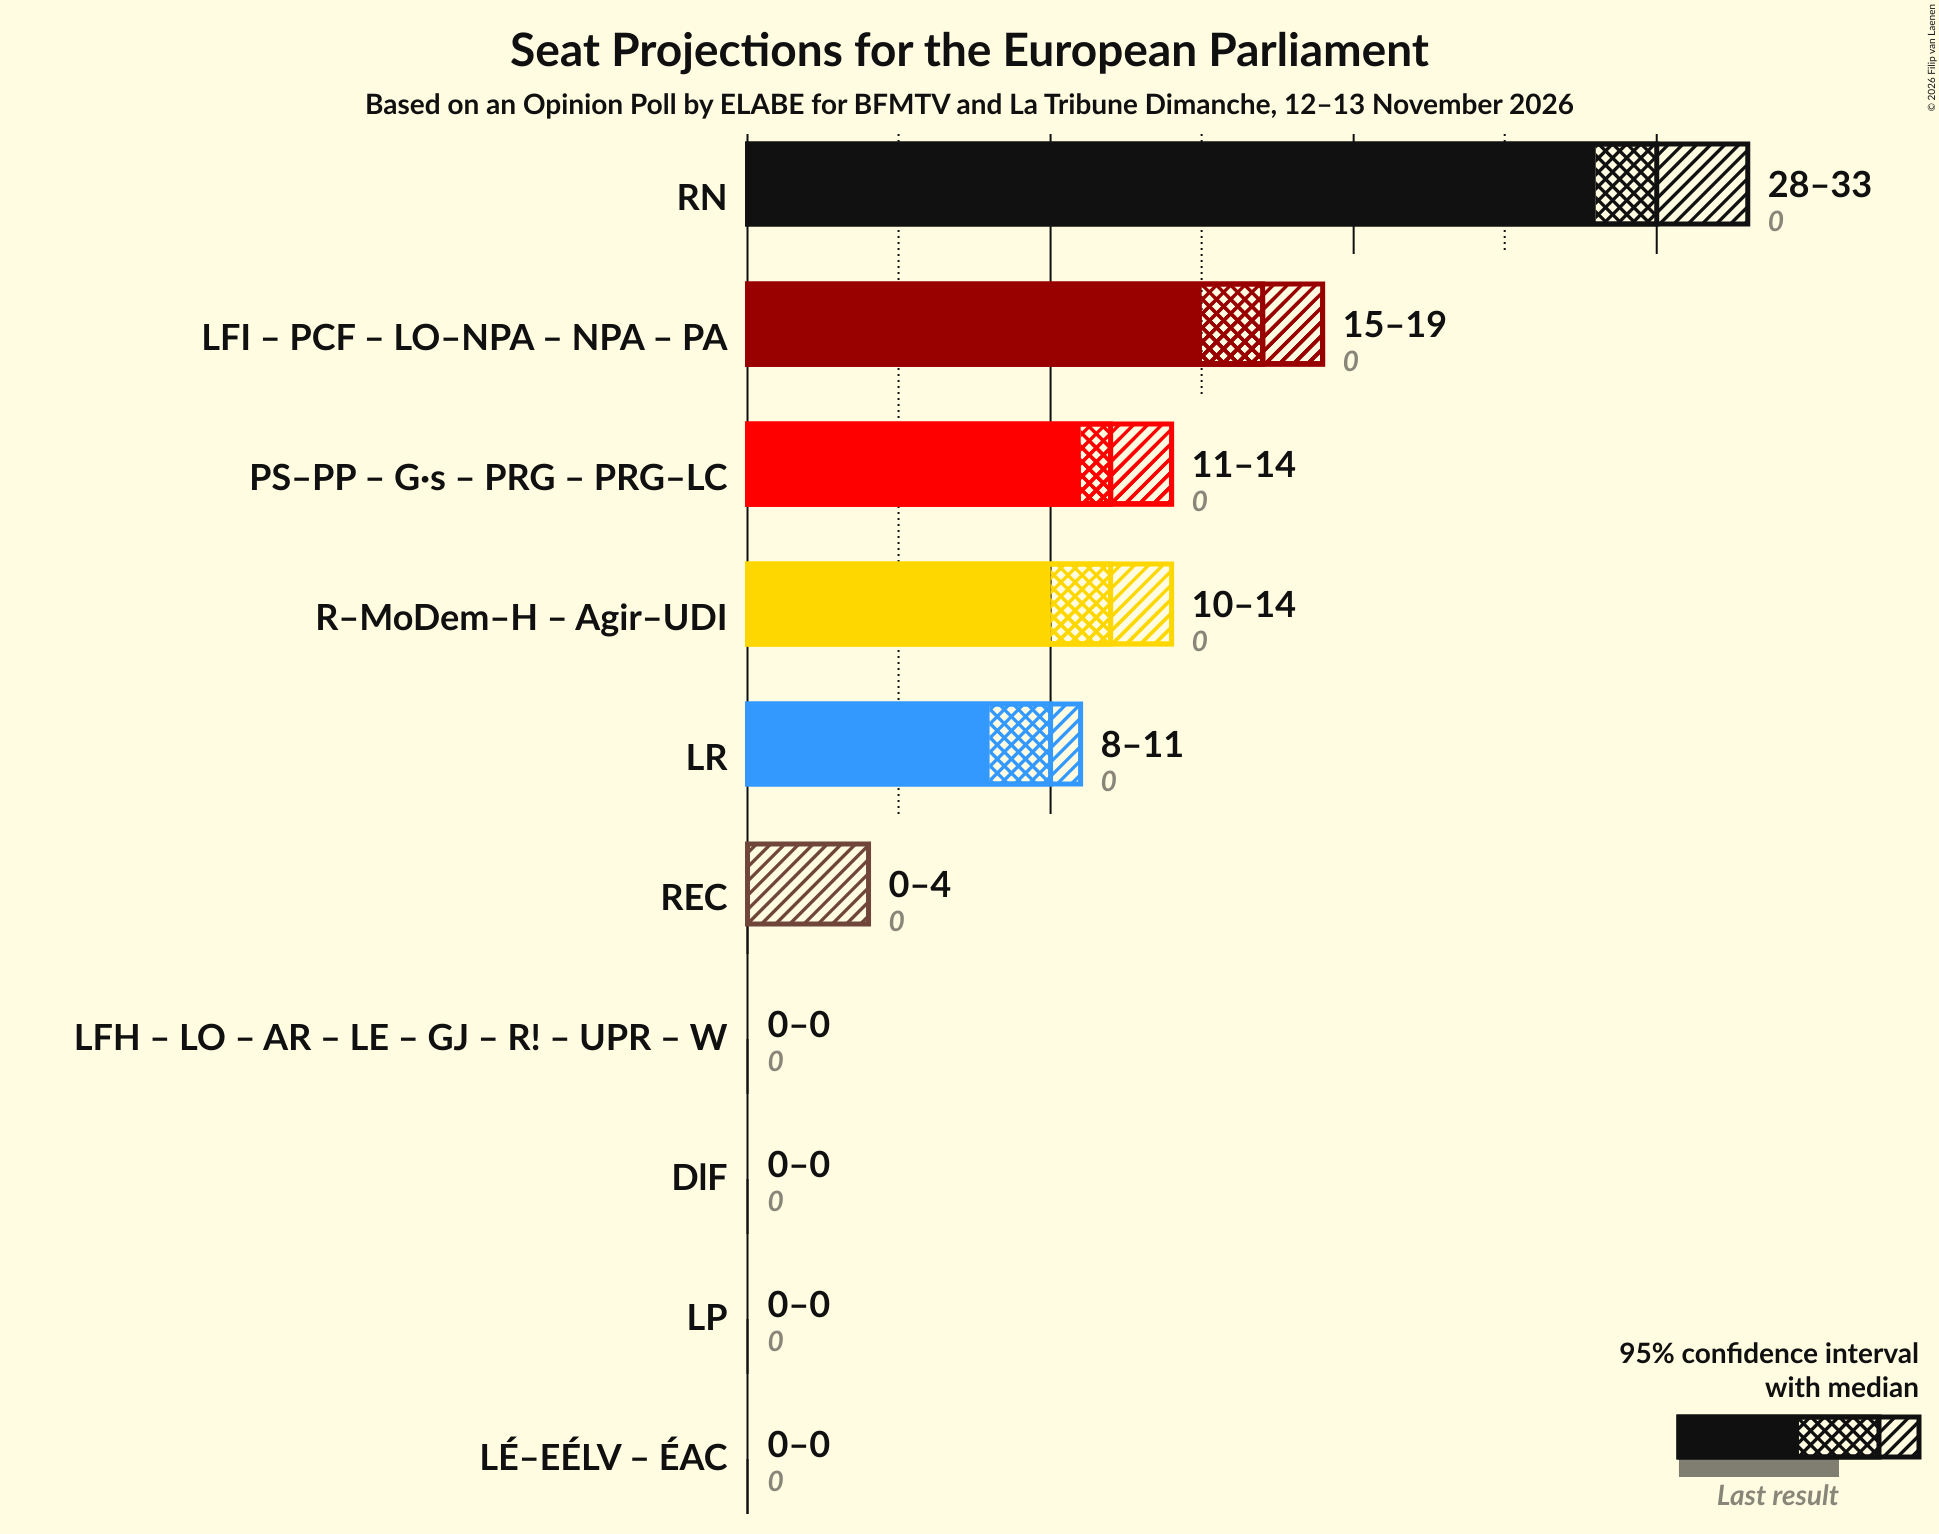 Seat Projections for the European Parliament
Based on an Opinion Poll by ELABE for BFMTV and La Tribune Dimanche, 12–13 November 2026
© 2026 Filip van Laenen
RN
28–33
0
LFI – PCF – LO–NPA – NPA – PA
15–19
0
PS–PP – G·s – PRG – PRG–LC
11–14
0
R–MoDem–H – Agir–UDI
10–14
0
LR
8–11
0
REC
0–4
0
LFH – LO – AR – LE – GJ – R! – UPR – W
0–0
0
DIF
0–0
0
LP
0–0
0
LÉ–EÉLV – ÉAC
0–0
0
95% confidence interval
with median
Last result